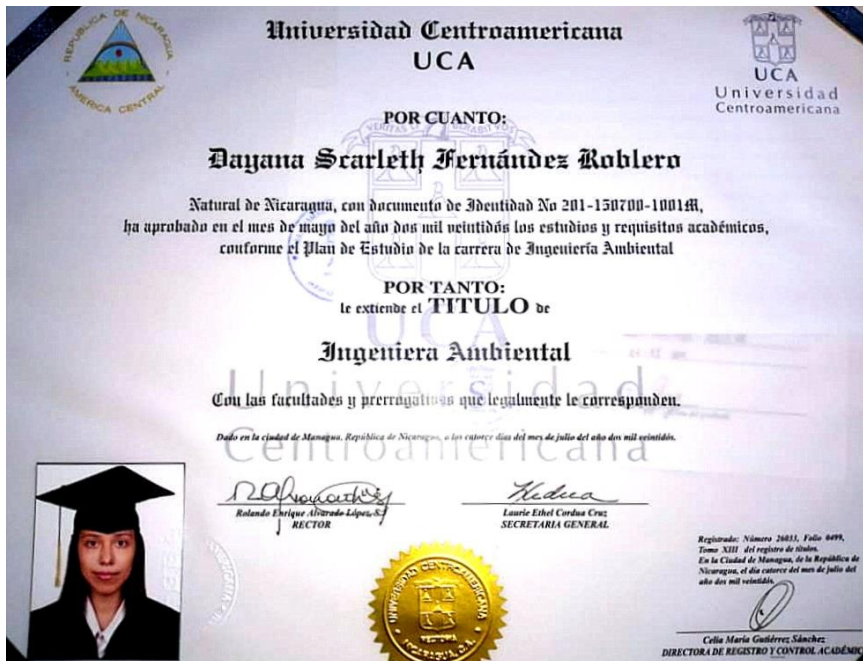 REPUBLICA DE NICARAGUA
AMERICA CENTRAL
Universidad Centroamericana
UCA
UCA
Universidad
Centroamericana
POR CUANTO:
Dayana Scarleth Fernández Roblero
Natural de Nicaragua, con documento de Identidad No 201-150700-1001M,
ha aprobado en el mes de mayo del año dos mil veintidós los estudios y requisitos académicos,
conforme el Plan de Estudio de la carrera de Ingeniería Ambiental
POR TANTO:
le extiende el TITULO de
UCA
Ingeniera Ambiental
Universidad
Con las facultades y prerrogativas que legalmente le corresponden.
Dado en la ciudad de Managua, República de Nicaragua, a los catorce días del mes de julio del año dos mil veintidós.
Centroamericana
Rolando Enrique Alvarado López, S.J
RECTOR
Laurie Ethel Cordua Cruz
SECRETARIA GENERAL
Registrado: Número 26033, Folio 0499,
Tomo XIII del registro de títulos.
En la Ciudad de Managua, de la República de
Nicaragua, el día catorce del mes de julio del
año dos mil veintidós.
UNIVERSIDAD CENTROAMERICANA
RECTORIA
NICARAGUA, C.A.
Celia María Gutiérrez Sánchez
DIRECTORA DE REGISTRO Y CONTROL ACADÉMICO